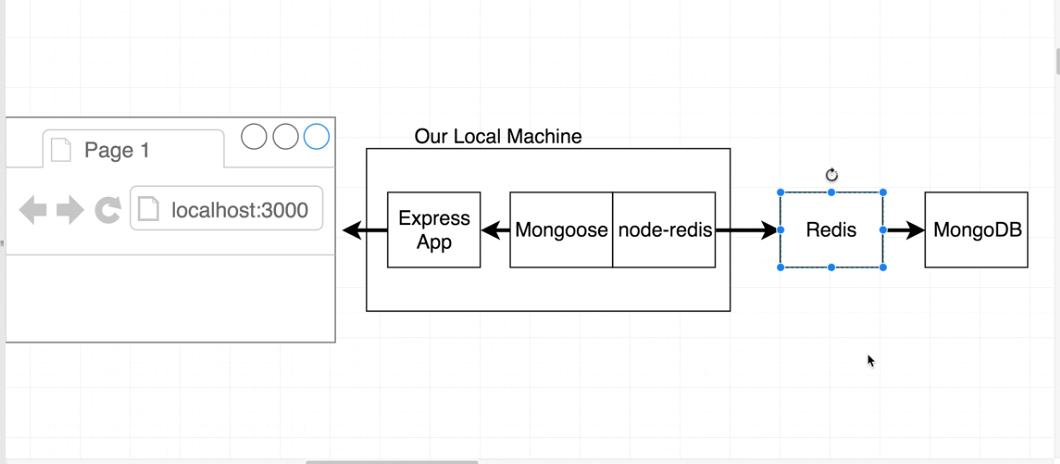 Our Local Machine
Page 1
localhost:3000
Express
App
Mongoose
node-redis
Redis
MongoDB